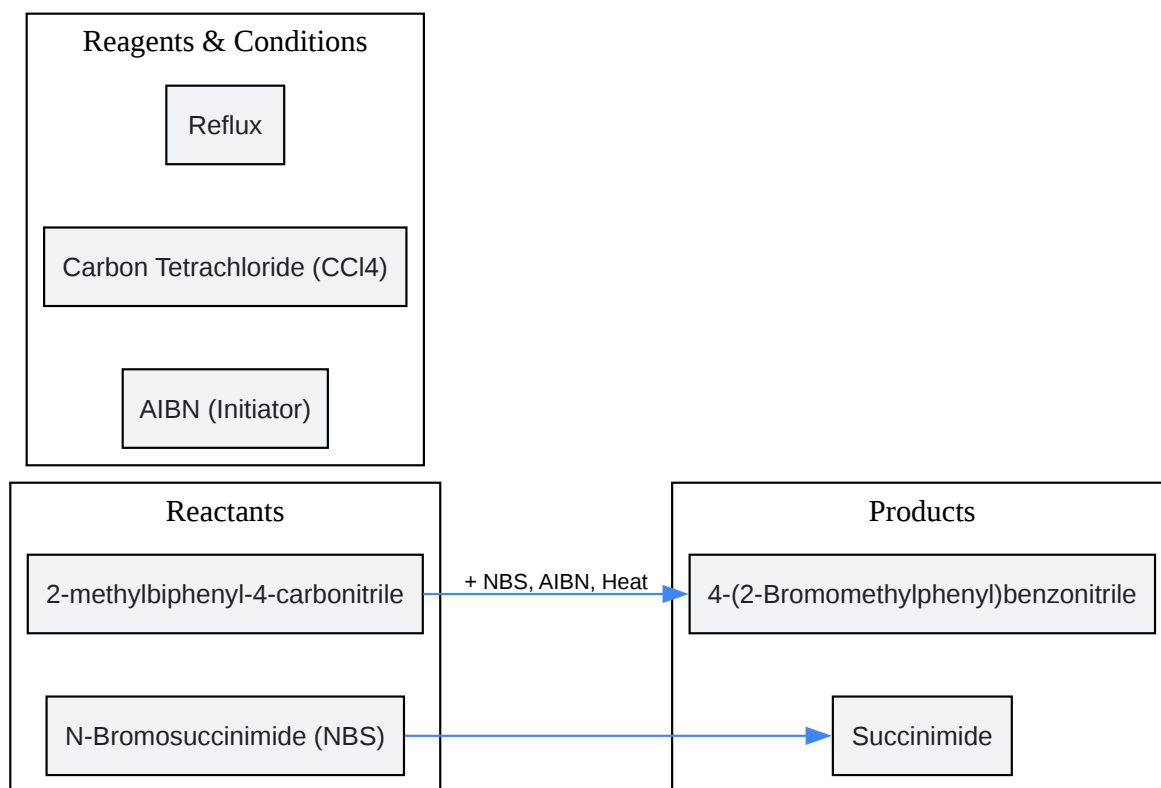 Reagents & Conditions
Reflux
Carbon Tetrachloride (CCl4)
AIBN (Initiator)
Reactants
2-methylbiphenyl-4-carbonitrile
N-Bromosuccinimide (NBS)
+ NBS, AIBN, Heat
Products
4-(2-Bromomethylphenyl)benzonitrile
Succinimide